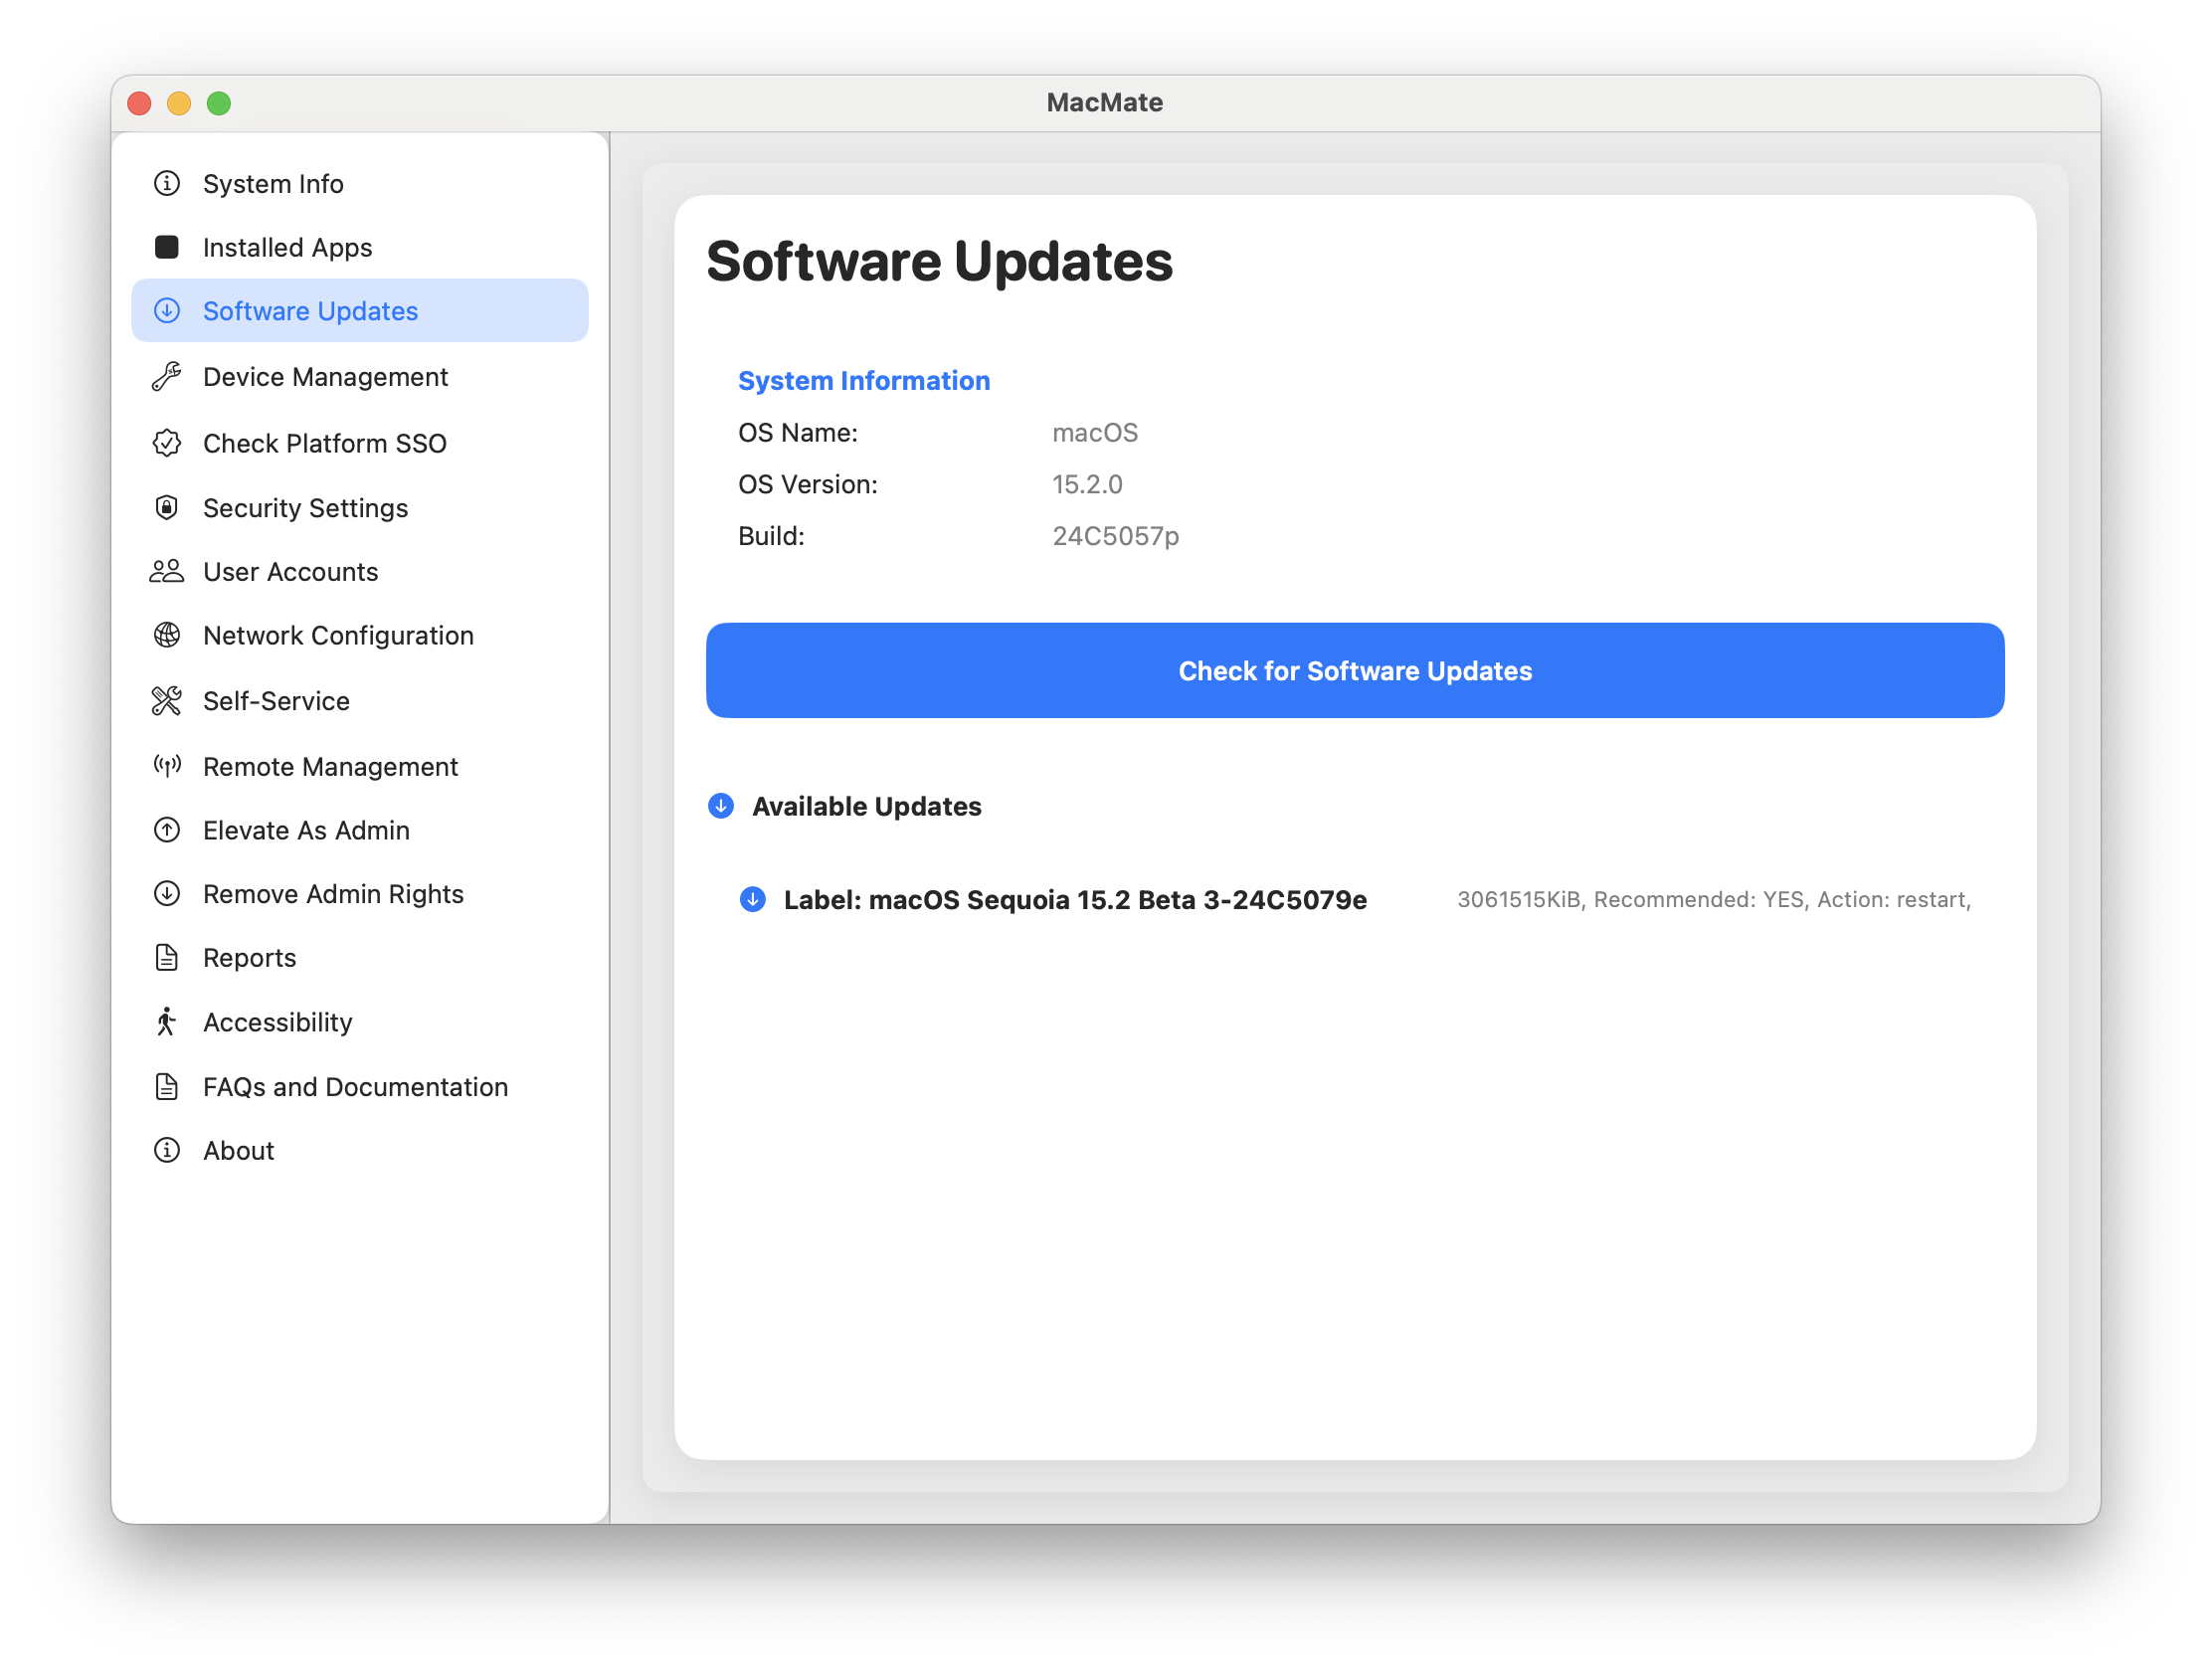 MacMate
System Info
Installed Apps
Software Updates
Device Management
Check Platform SSO
Security Settings
User Accounts
Network Configuration
Self-Service
Remote Management
Elevate As Admin
Remove Admin Rights
Reports
Accessibility
FAQs and Documentation
About
Software Updates
System Information
OS Name: macOS
OS Version: 15.2.0
Build: 24C5057p
Check for Software Updates
Available Updates
Label: macOS Sequoia 15.2 Beta 3-24C5079e 3061515KiB, Recommended: YES, Action: restart,